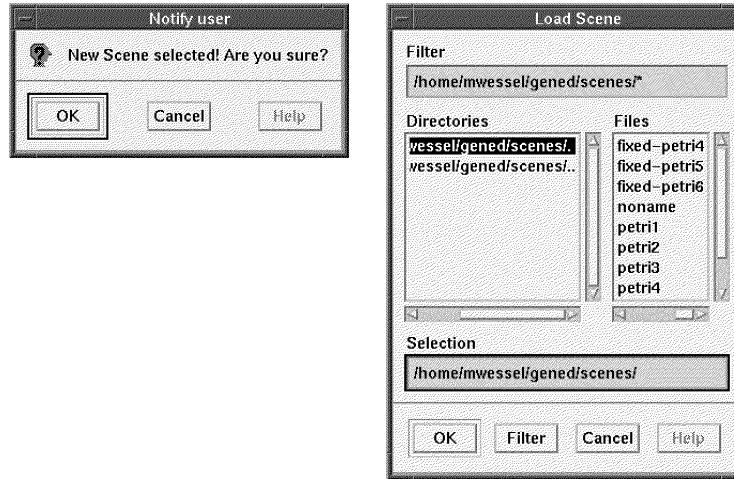 Notify user
New Scene selected! Are you sure?
OK Cancel Help
Load Scene
Filter
/home/mwessel/gened/scenes/*
Directories
vessel/gened/scenes/.
vessel/gened/scenes/..
Files
fixed-petri4
fixed-petri5
fixed-petri6
noname
petri1
petri2
petri3
petri4
Selection
/home/mwessel/gened/scenes/
OK Filter Cancel Help